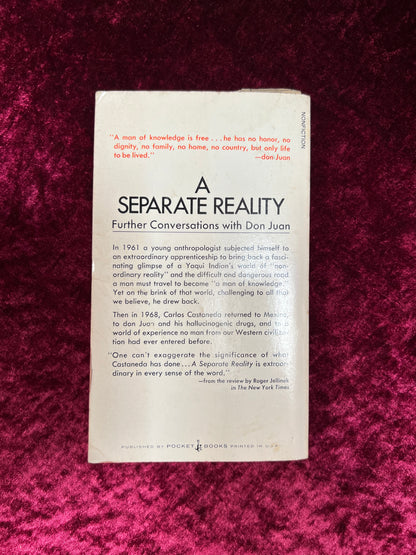 NONFICTION
"A man of knowledge is free . . . he has no honor, no
dignity, no family, no home, no country, but only life
to be lived."
—don Juan
A
SEPARATE REALITY
Further Conversations with Don Juan
In 1961 a young anthropologist subjected himself to
an extraordinary apprenticeship to bring back a fas-
cinating glimpse of a Yaqui Indian's world of "non-
ordinary reality" and the difficult and dangerous road
a man must travel to become "a man of knowledge."
Yet on the brink of that world, challenging to all that
we believe, he drew back.
Then in 1968, Carlos Castaneda returned to Mexico,
to don Juan and his hallucinogenic drugs, and to a
world of experience no man from our Western civiliza-
tion had ever entered before.
"One can't exaggerate the significance of what
Castaneda has done . . . A Separate Reality is extraor-
dinary in every sense of the word,"
—from the review by Roger Jellinek
in The New York Times
PUBLISHED BY POCKET BOOKS PRINTED IN U.S.A.